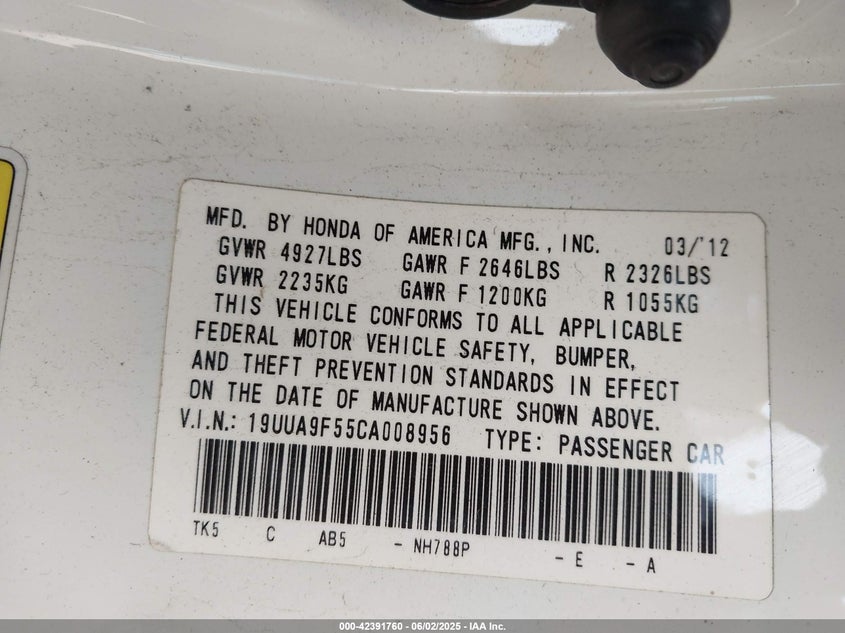 MFD. BY HONDA OF AMERICA MFG., INC. 03/'12
GVWR 4927LBS GAWR F 2646LBS R 2326LBS
GVWR 2235KG GAWR F 1200KG R 1055KG
THIS VEHICLE CONFORMS TO ALL APPLICABLE
FEDERAL MOTOR VEHICLE SAFETY, BUMPER,
AND THEFT PREVENTION STANDARDS IN EFFECT
ON THE DATE OF MANUFACTURE SHOWN ABOVE.
V.I.N.: 19UUA9F55CA008956 TYPE: PASSENGER CAR
TK5 C AB5 - NH788P - E - A
000-42391760 - 06/02/2025 - IAA Inc.